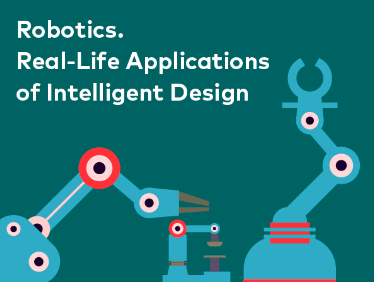 Robotics.
Real-Life Applications
of Intelligent Design